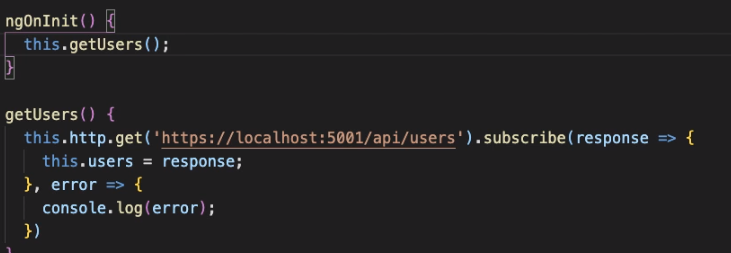 ngOnInit() {
  this.getUsers();
}

getUsers() {
  this.http.get('https://localhost:5001/api/users').subscribe(response => {
    this.users = response;
  }, error => {
    console.log(error);
  })
}